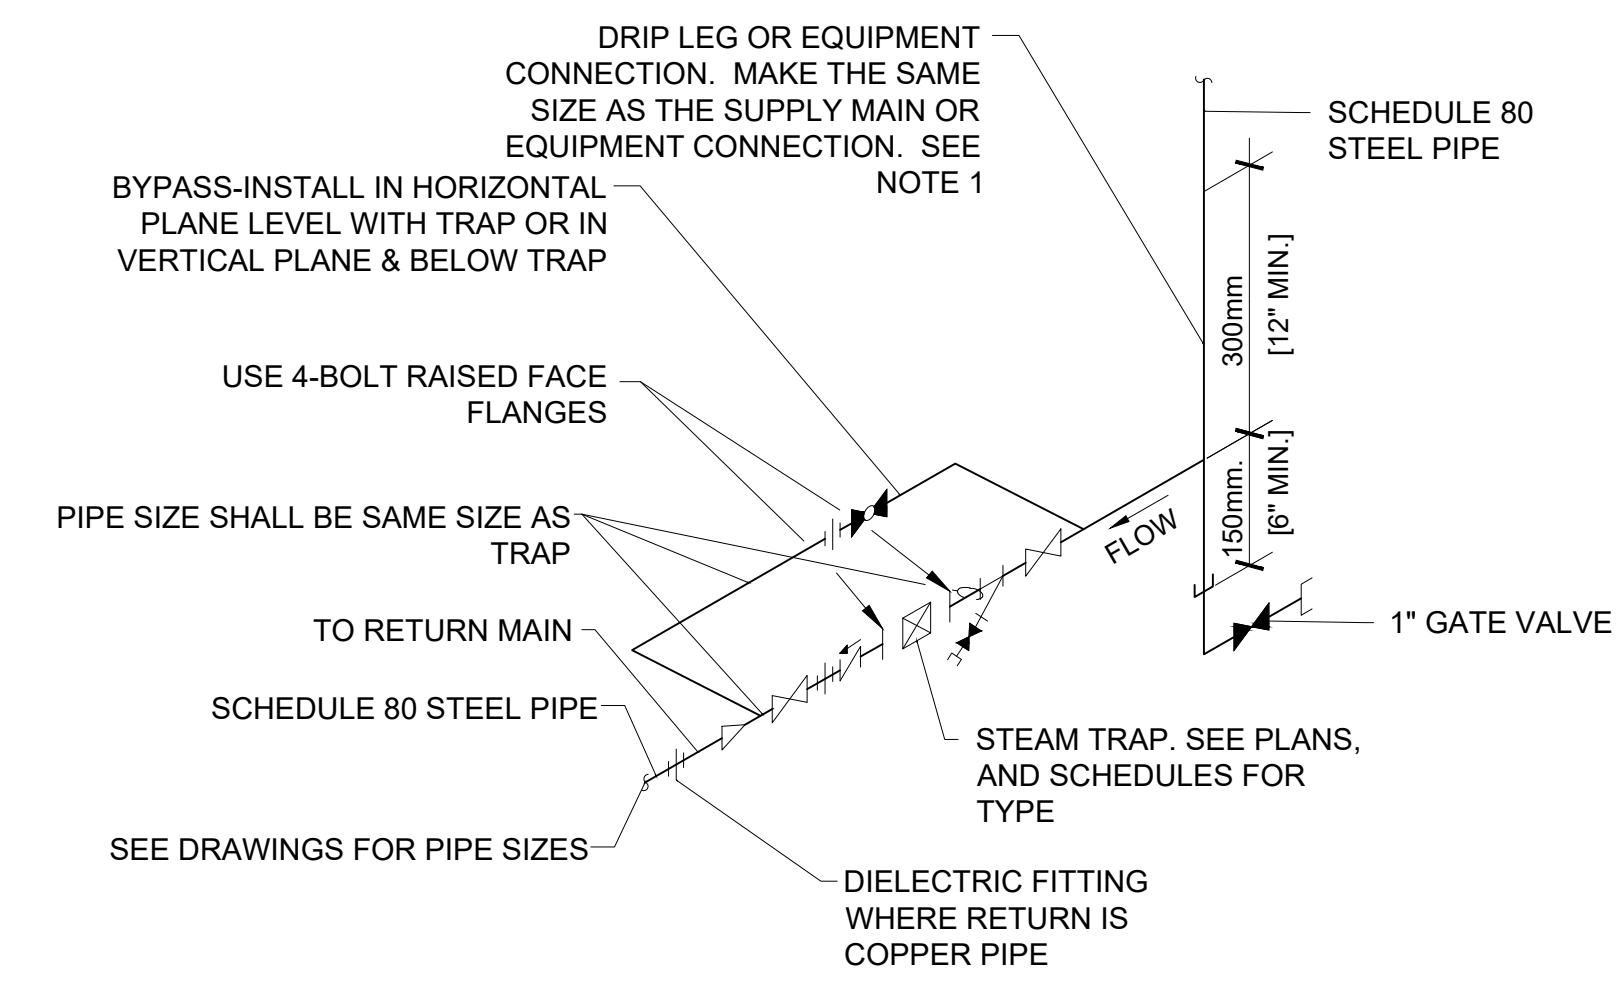 DRIP LEG OR EQUIPMENT
CONNECTION.  MAKE THE SAME
SIZE AS THE SUPPLY MAIN OR
EQUIPMENT CONNECTION.  SEE
NOTE 1
SCHEDULE 80
STEEL PIPE
BYPASS-INSTALL IN HORIZONTAL
PLANE LEVEL WITH TRAP OR IN
VERTICAL PLANE & BELOW TRAP
300mm
[12" MIN.]
USE 4-BOLT RAISED FACE
FLANGES
150mm.
[6" MIN.]
PIPE SIZE SHALL BE SAME SIZE AS
TRAP
FLOW
TO RETURN MAIN
1" GATE VALVE
SCHEDULE 80 STEEL PIPE
STEAM TRAP. SEE PLANS,
AND SCHEDULES FOR
TYPE
SEE DRAWINGS FOR PIPE SIZES
DIELECTRIC FITTING
WHERE RETURN IS
COPPER PIPE